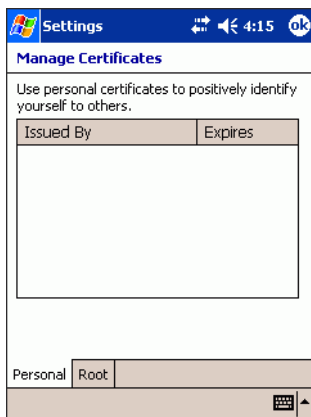 Settings 4:15 ok
Manage Certificates
Use personal certificates to positively identify
yourself to others.
Issued By Expires
Personal Root